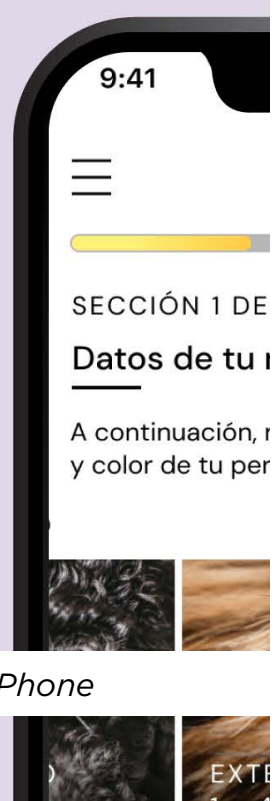 9:41
SECCIÓN 1 DE
Datos de tu
A continuación,
y color de tu
Phone
EXTE